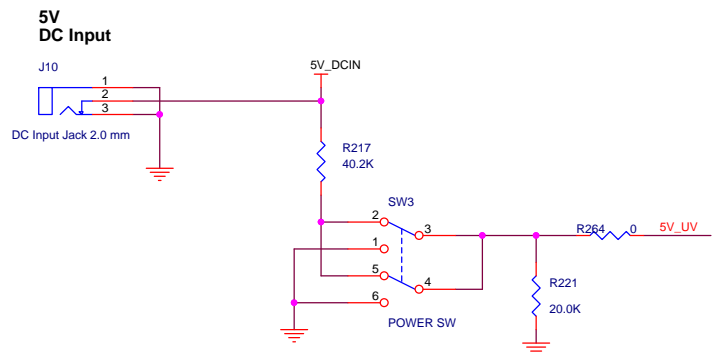 5V
DC Input
J10
1
2
3
DC Input Jack 2.0 mm
5V_DCIN
R217
40.2K
SW3
2
3
1
5
4
6
POWER SW
R264
0
5V_UV
R221
20.0K